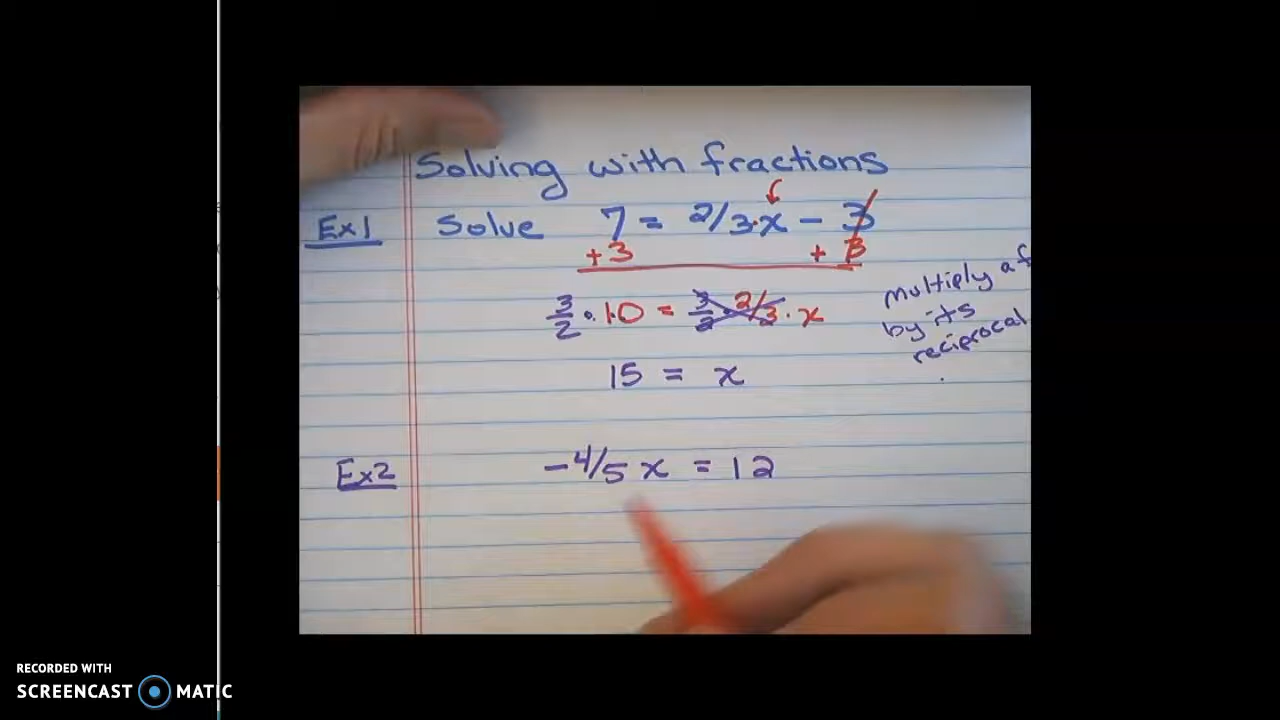 Solving with fractions
Ex1 Solve 7 = 2/3·x - 3
+3 + 3
3/2 · 10 = 3/2 · 2/3 · x
multiply a f
by its
reciprocal
15 = x
Ex2 -4/5 x = 12
RECORDED WITH
SCREENCAST MATIC